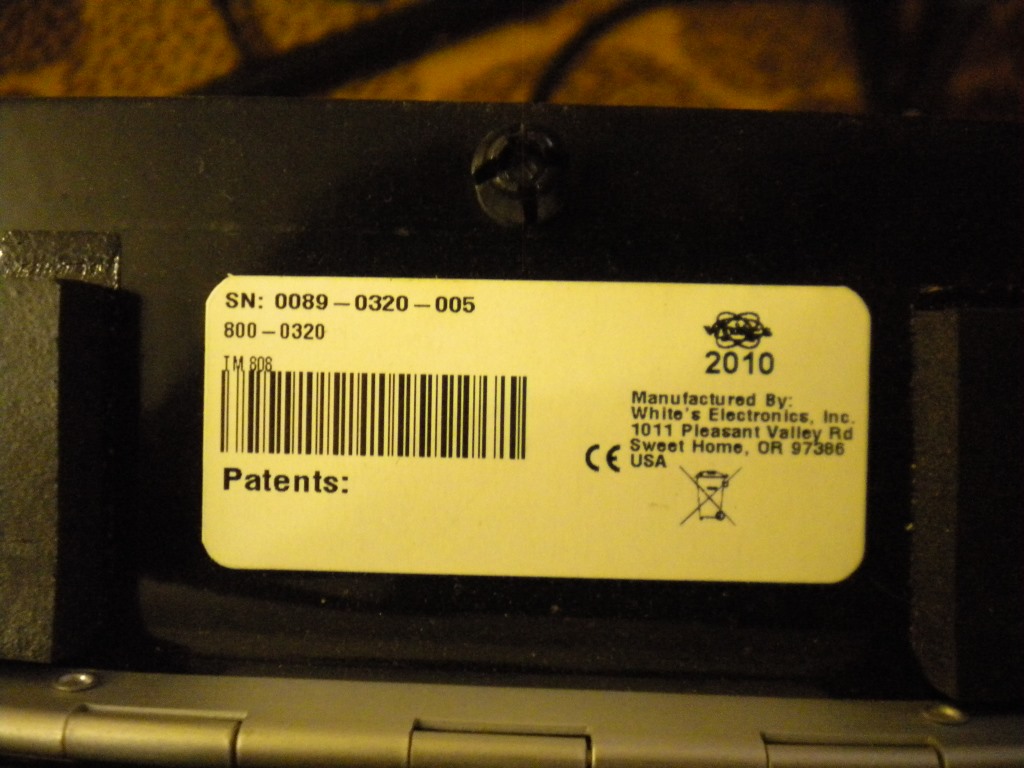 SN: 0089-0320-005
800-0320
TM 808
Patents:
White's
2010
Manufactured By:
White's Electronics, Inc.
1011 Pleasant Valley Rd
Sweet Home, OR 97386
USA
CE